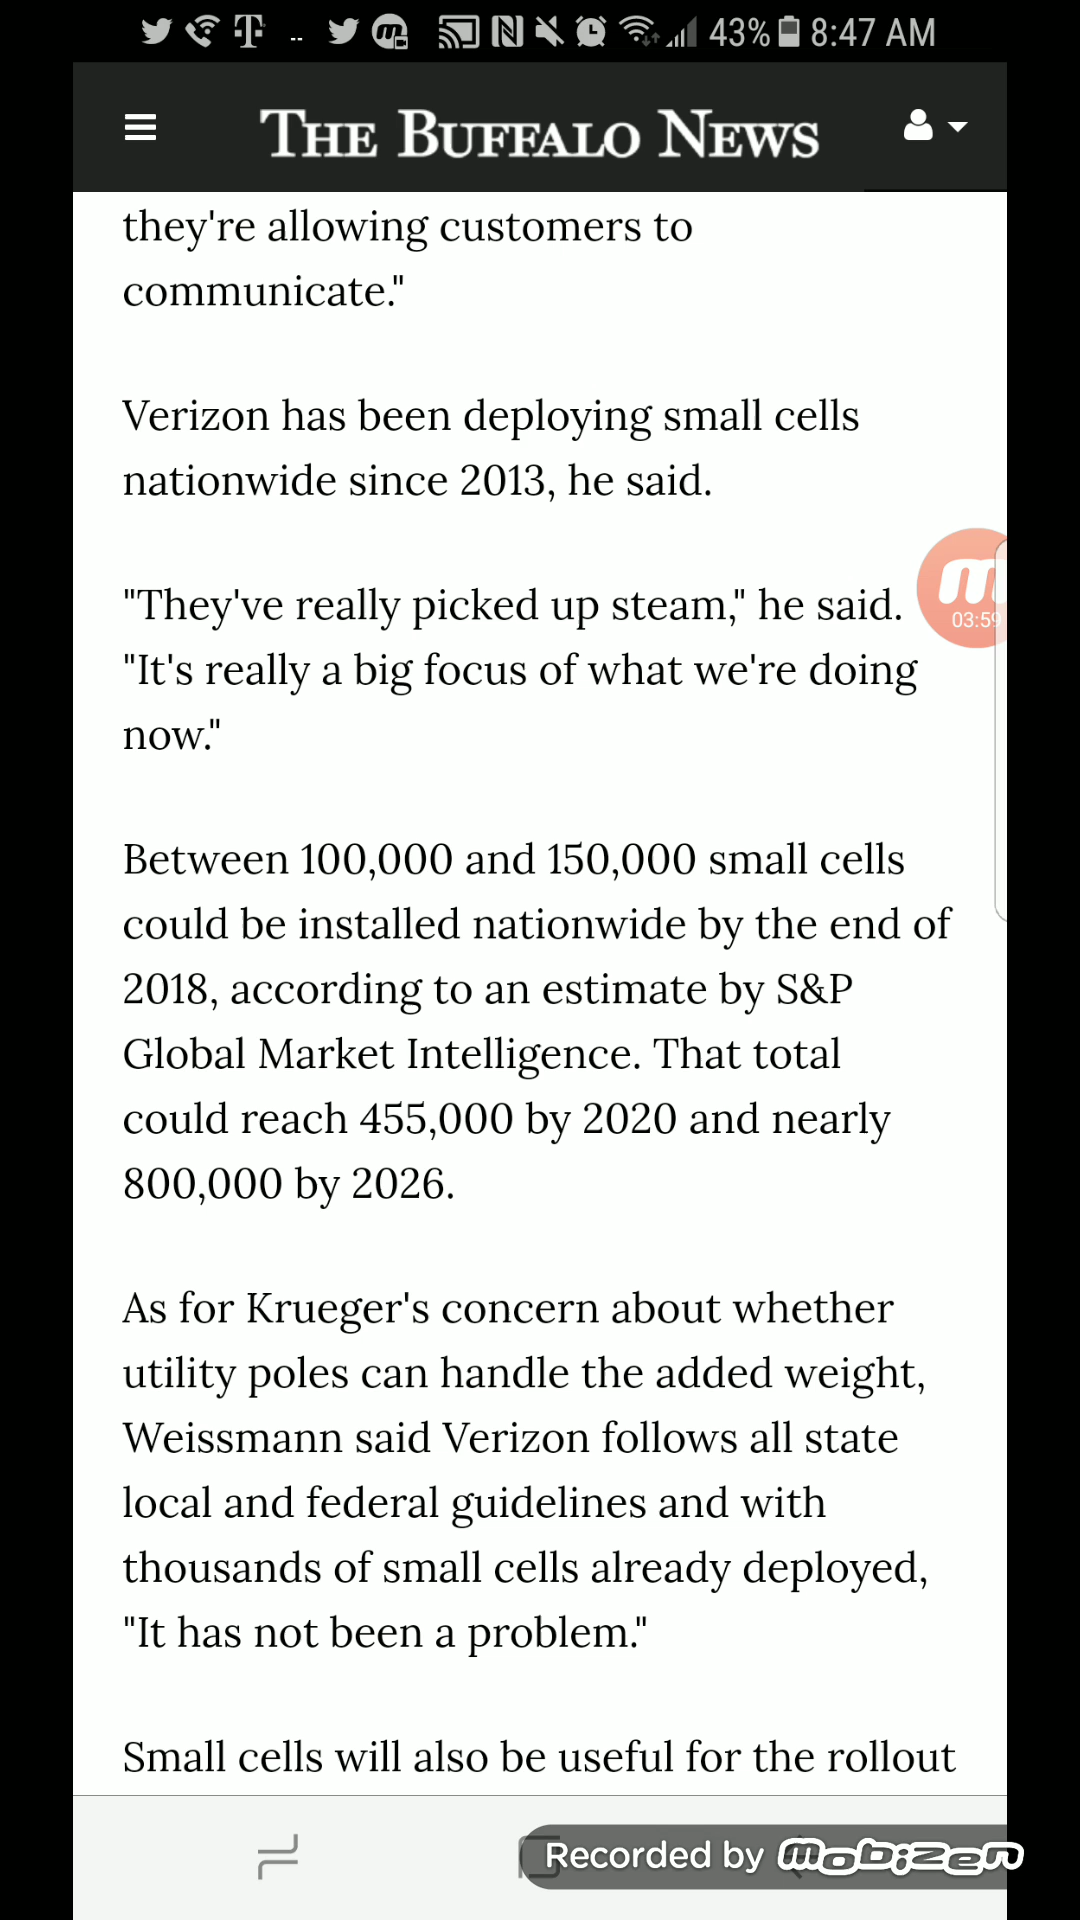 43% 8:47 AM
THE BUFFALO NEWS
they're allowing customers to
communicate."
Verizon has been deploying small cells
nationwide since 2013, he said.
"They've really picked up steam," he said.
"It's really a big focus of what we're doing
now."
03:59
Between 100,000 and 150,000 small cells
could be installed nationwide by the end of
2018, according to an estimate by S&P
Global Market Intelligence. That total
could reach 455,000 by 2020 and nearly
800,000 by 2026.
As for Krueger's concern about whether
utility poles can handle the added weight,
Weissmann said Verizon follows all state
local and federal guidelines and with
thousands of small cells already deployed,
"It has not been a problem."
Small cells will also be useful for the rollout
Recorded by mobizen